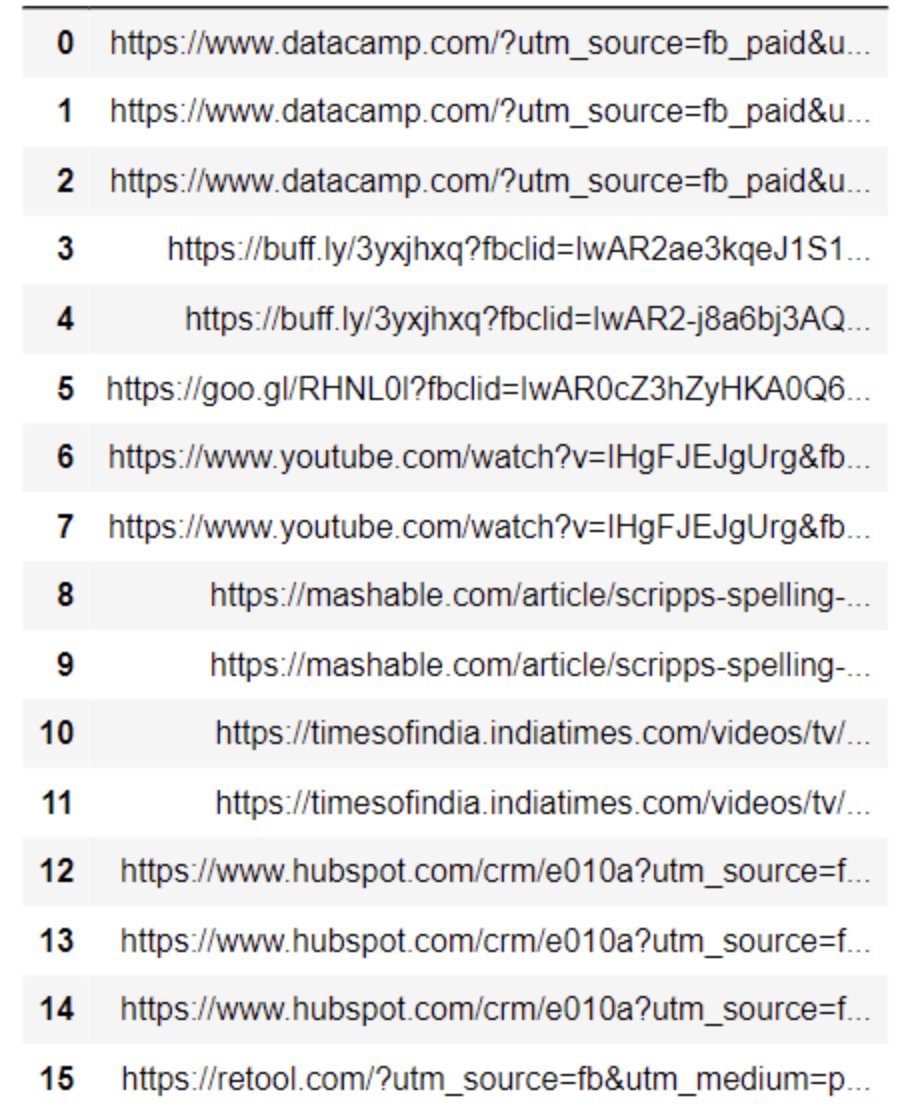 0 https://www.datacamp.com/?utm_source=fb_paid&u...
1 https://www.datacamp.com/?utm_source=fb_paid&u...
2 https://www.datacamp.com/?utm_source=fb_paid&u...
3 https://buff.ly/3yxjhxq?fbclid=IwAR2ae3kqeJ1S1...
4 https://buff.ly/3yxjhxq?fbclid=IwAR2-j8a6bj3AQ...
5 https://goo.gl/RHNL0l?fbclid=IwAR0cZ3hZyHKA0Q6...
6 https://www.youtube.com/watch?v=lHgFJEJgUrg&fb...
7 https://www.youtube.com/watch?v=lHgFJEJgUrg&fb...
8 https://mashable.com/article/scripps-spelling-...
9 https://mashable.com/article/scripps-spelling-...
10 https://timesofindia.indiatimes.com/videos/tv/...
11 https://timesofindia.indiatimes.com/videos/tv/...
12 https://www.hubspot.com/crm/e010a?utm_source=f...
13 https://www.hubspot.com/crm/e010a?utm_source=f...
14 https://www.hubspot.com/crm/e010a?utm_source=f...
15 https://retool.com/?utm_source=fb&utm_medium=p...